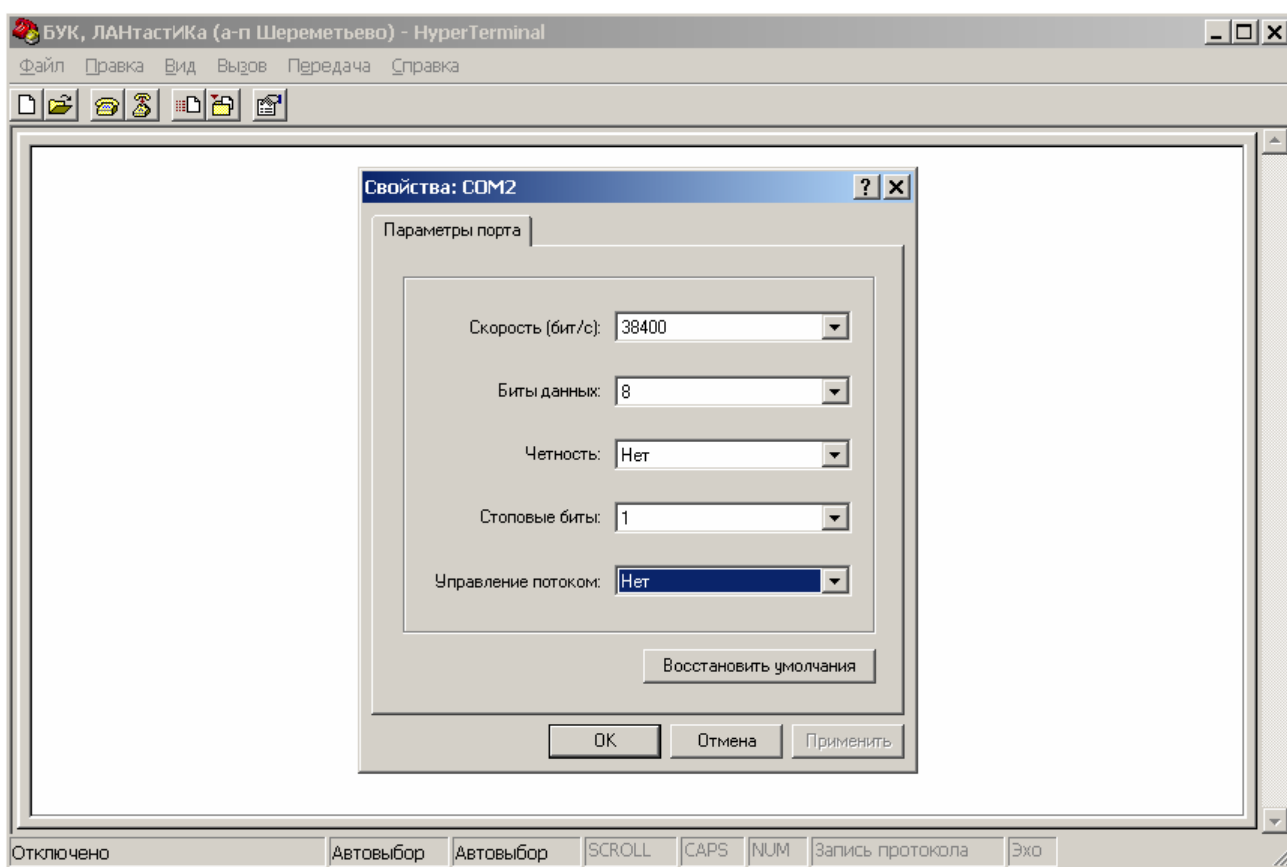 БУК, ЛАНтастИКа (а-п Шереметьево) - HyperTerminal
Файл Правка Вид Вызов Передача Справка
Свойства: COM2
Параметры порта
Скорость (бит/с): 38400
Биты данных: 8
Четность: Нет
Стоповые биты: 1
Управление потоком: Нет
Восстановить умолчания
OK Отмена Применить
Отключено Автовыбор Автовыбор SCROLL CAPS NUM Запись протокола Эхо